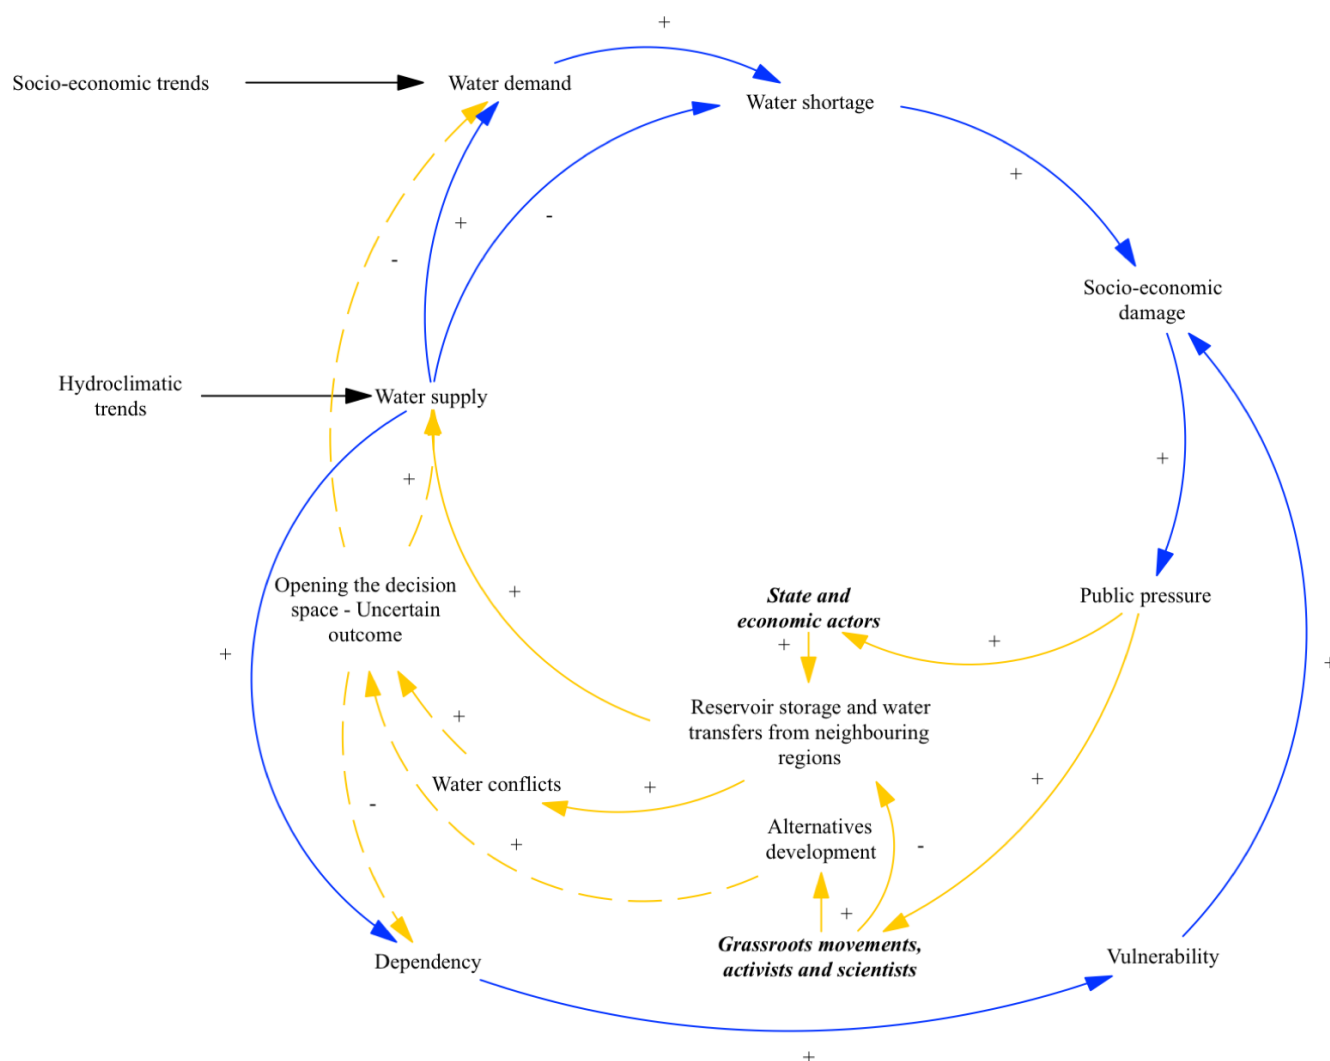 +
Socio-economic trends
Water demand
Water shortage
+
+
-
-
Socio-economic
damage
Hydroclimatic
trends
Water supply
+
+
+
Opening the decision
space - Uncertain
outcome
State and
economic actors
Public pressure
+
+
+
+
+
Reservoir storage and water
transfers from neighbouring
regions
+
Water conflicts
+
+
-
Alternatives
development
+
-
+
Grassroots movements,
activists and scientists
Dependency
Vulnerability
+